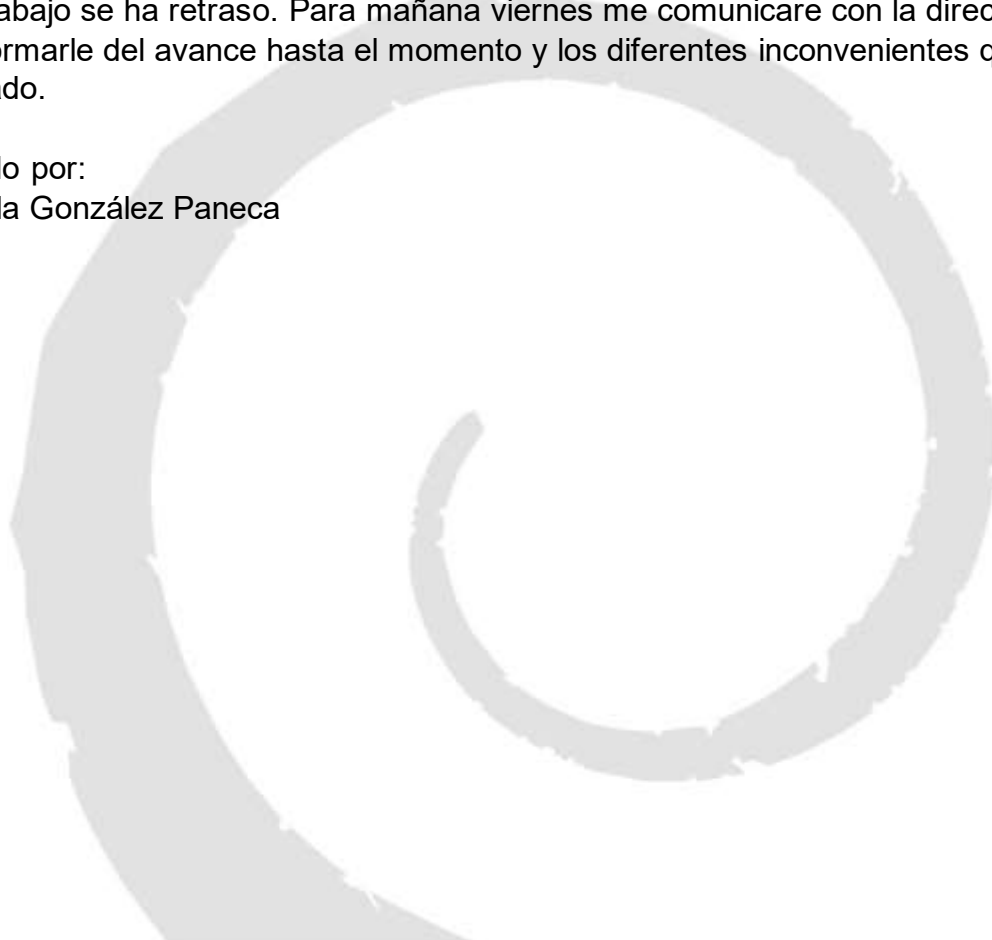 abajo se ha retraso. Para mañana viernes me comunicare con la direc
ormarle del avance hasta el momento y los diferentes inconvenientes q
ado.
do por:
la González Paneca